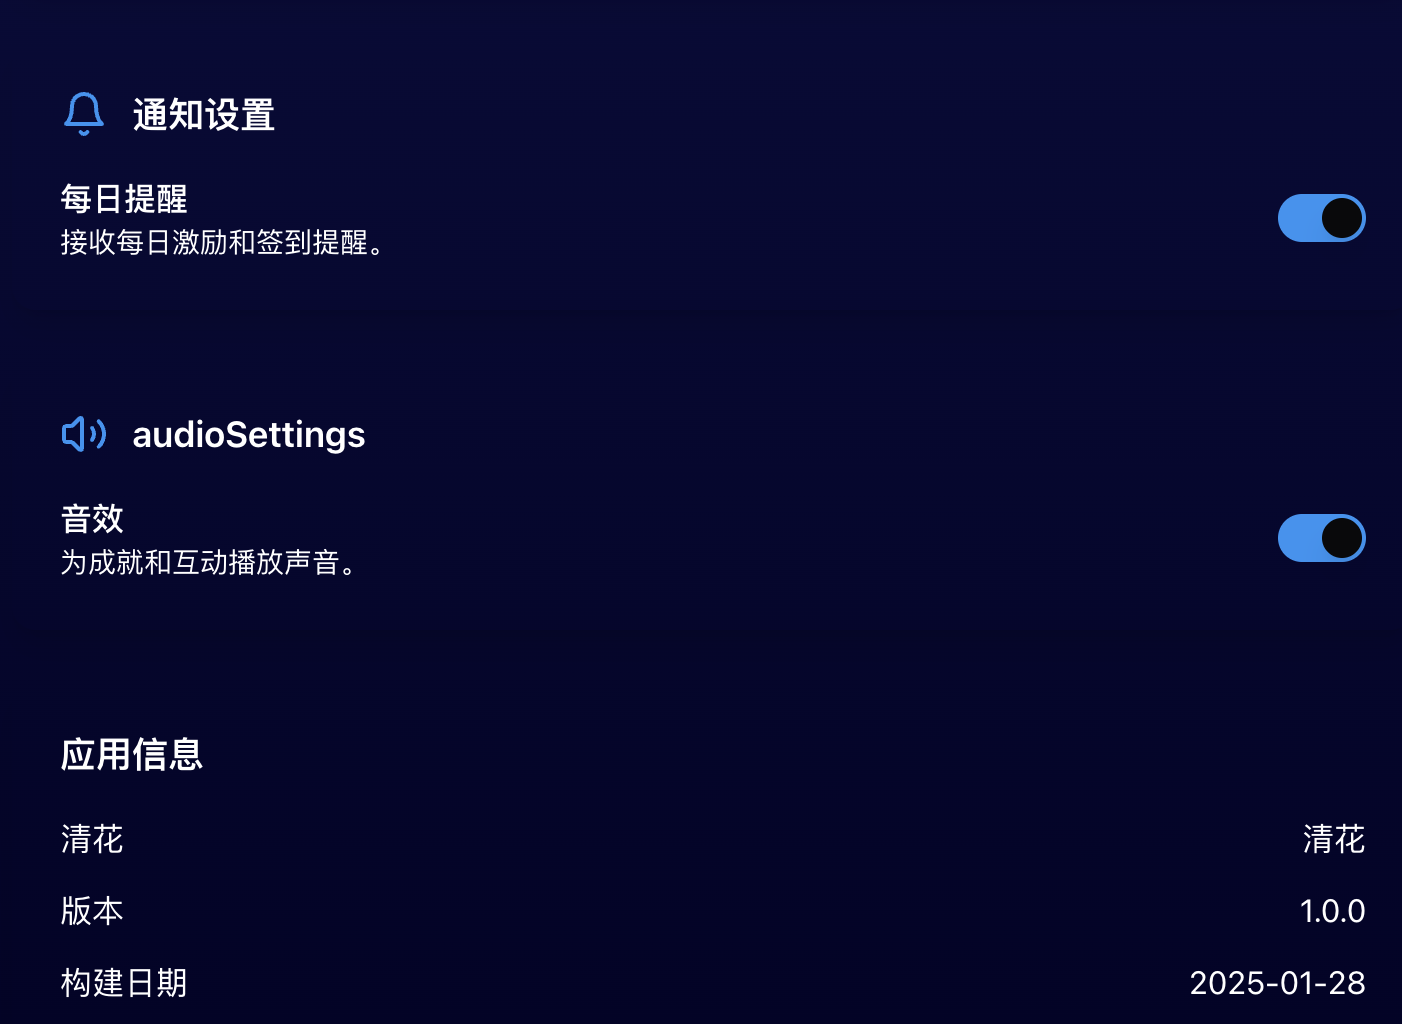 通知设置
每日提醒
接收每日激励和签到提醒。
audioSettings
音效
为成就和互动播放声音。
应用信息
清花 清花
版本 1.0.0
构建日期 2025-01-28